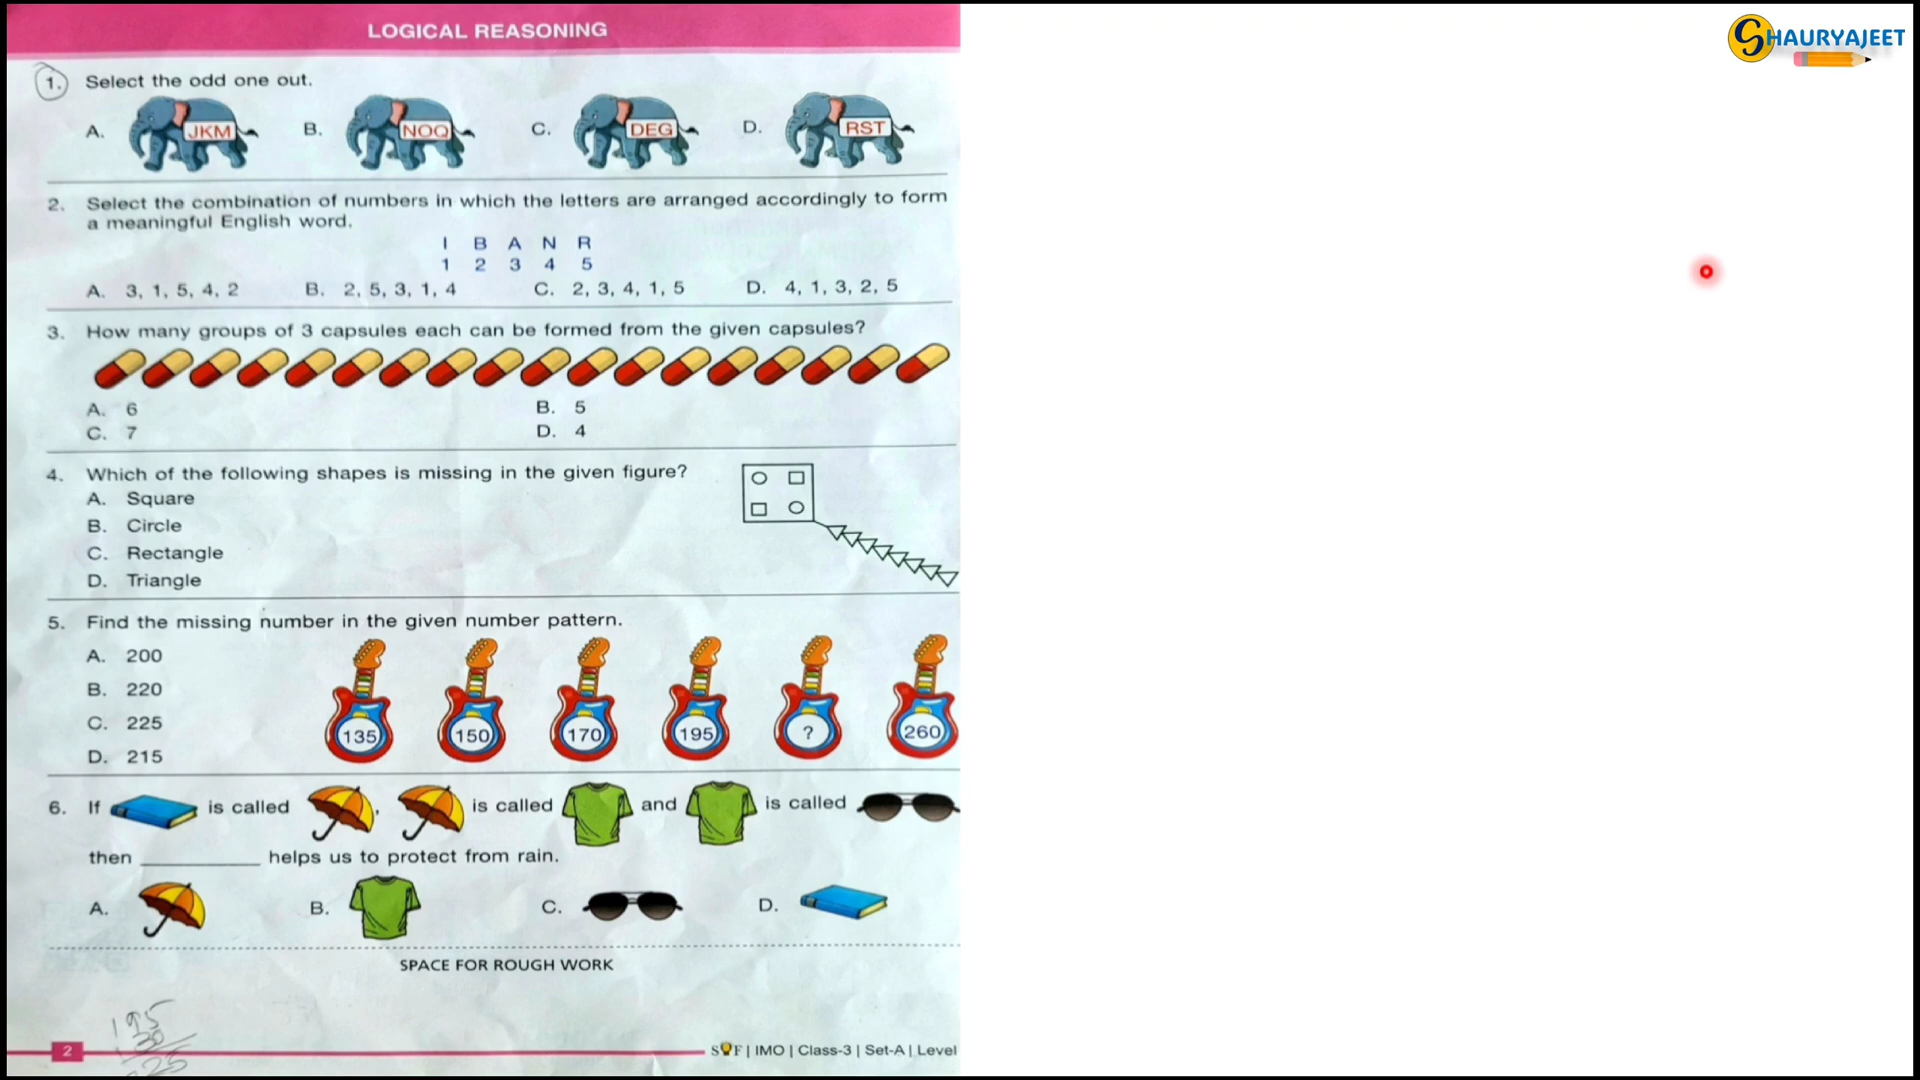 LOGICAL REASONING
SHAURYAJEET
1. Select the odd one out.
A. JKM B. NOQ C. DEG D. RST
2. Select the combination of numbers in which the letters are arranged accordingly to form
a meaningful English word.
I B A N R
1 2 3 4 5
A. 3, 1, 5, 4, 2 B. 2, 5, 3, 1, 4 C. 2, 3, 4, 1, 5 D. 4, 1, 3, 2, 5
3. How many groups of 3 capsules each can be formed from the given capsules?
A. 6 B. 5
C. 7 D. 4
4. Which of the following shapes is missing in the given figure?
A. Square
B. Circle
C. Rectangle
D. Triangle
5. Find the missing number in the given number pattern.
A. 200
B. 220
C. 225
D. 215
135 150 170 195 ? 260
6. If is called , is called and is called
then __________ helps us to protect from rain.
A. B. C. D.
SPACE FOR ROUGH WORK
195
30
2 SOF | IMO | Class-3 | Set-A | Level